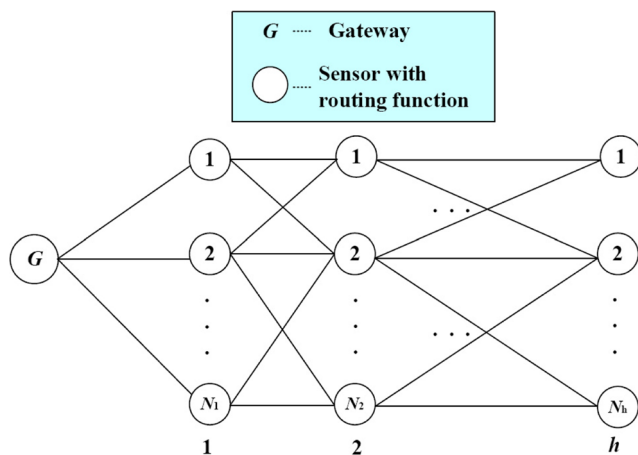 G ····· Gateway
····· Sensor with
routing function
1 1 1
· · ·
G 2 2 2
· · ·
N₁ N₂ Nₕ
1 2 h